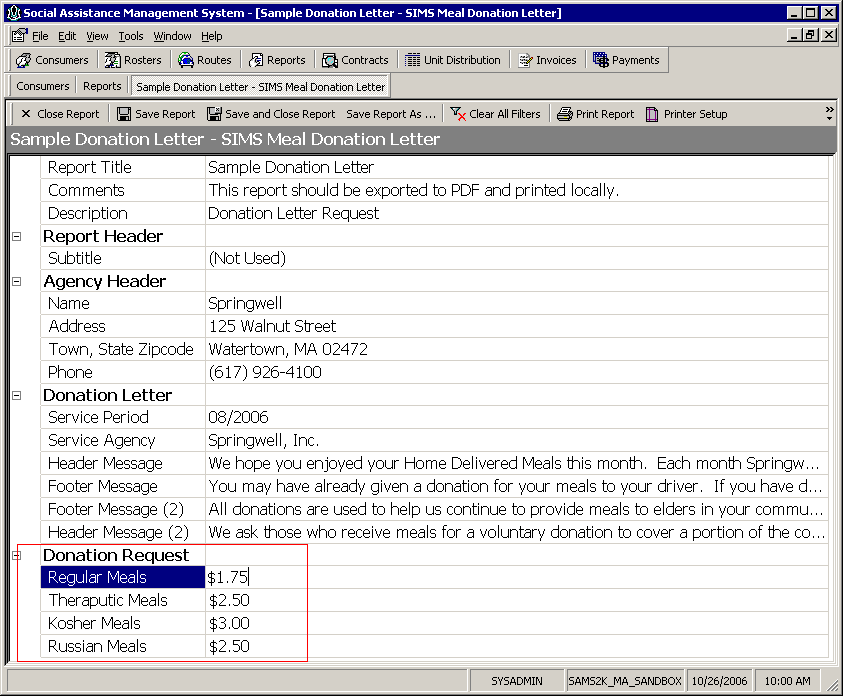 Social Assistance Management System - [Sample Donation Letter - SIMS Meal Donation Letter]
File Edit View Tools Window Help
Consumers Rosters Routes Reports Contracts Unit Distribution Invoices Payments
Consumers Reports Sample Donation Letter - SIMS Meal Donation Letter
Close Report Save Report Save and Close Report Save Report As ... Clear All Filters Print Report Printer Setup
Sample Donation Letter - SIMS Meal Donation Letter
Report Title Sample Donation Letter
Comments This report should be exported to PDF and printed locally.
Description Donation Letter Request
Report Header
Subtitle (Not Used)
Agency Header
Name Springwell
Address 125 Walnut Street
Town, State Zipcode Watertown, MA 02472
Phone (617) 926-4100
Donation Letter
Service Period 08/2006
Service Agency Springwell, Inc.
Header Message We hope you enjoyed your Home Delivered Meals this month.  Each month Springw...
Footer Message You may have already given a donation for your meals to your driver.  If you have d...
Footer Message (2) All donations are used to help us continue to provide meals to elders in your commu...
Header Message (2) We ask those who receive meals for a voluntary donation to cover a portion of the co...
Donation Request
Regular Meals $1.75
Theraputic Meals $2.50
Kosher Meals $3.00
Russian Meals $2.50
SYSADMIN SAMS2K_MA_SANDBOX 10/26/2006 10:00 AM